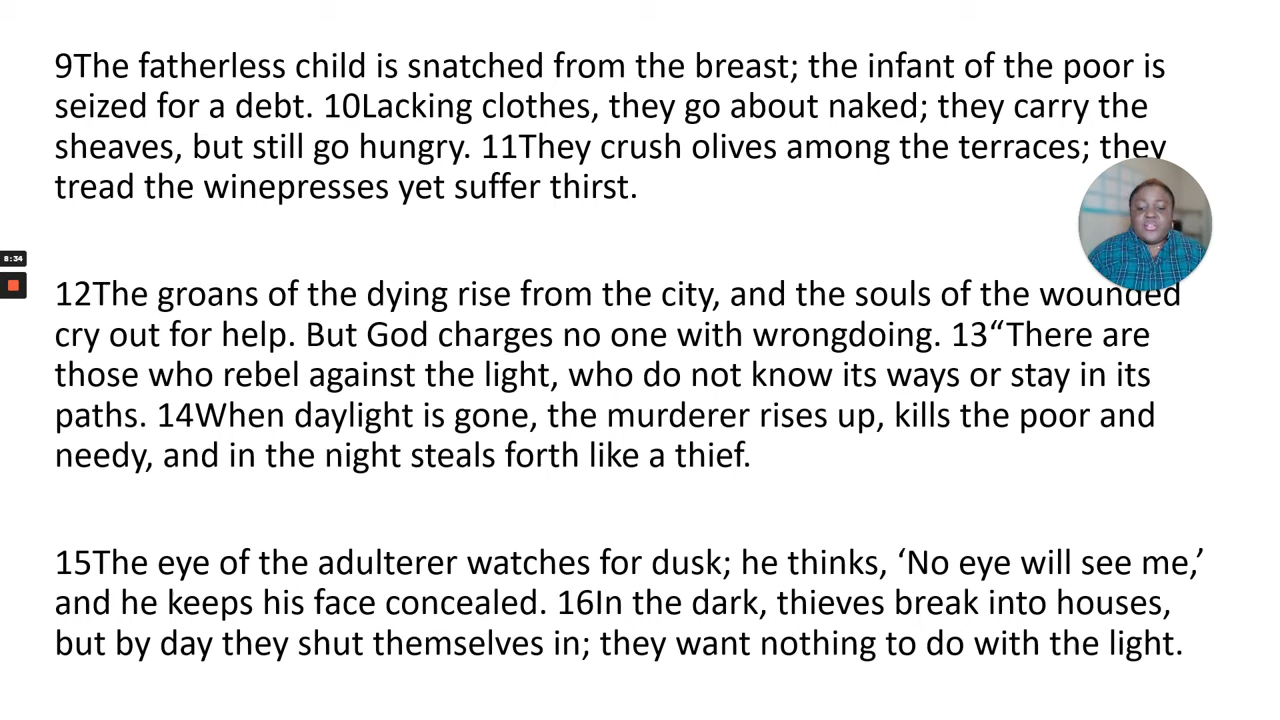 9The fatherless child is snatched from the breast; the infant of the poor is
seized for a debt. 10Lacking clothes, they go about naked; they carry the
sheaves, but still go hungry. 11They crush olives among the terraces; they
tread the winepresses yet suffer thirst.
8:34
12The groans of the dying rise from the city, and the souls of the wounded
cry out for help. But God charges no one with wrongdoing. 13“There are
those who rebel against the light, who do not know its ways or stay in its
paths. 14When daylight is gone, the murderer rises up, kills the poor and
needy, and in the night steals forth like a thief.
15The eye of the adulterer watches for dusk; he thinks, ‘No eye will see me,’
and he keeps his face concealed. 16In the dark, thieves break into houses,
but by day they shut themselves in; they want nothing to do with the light.